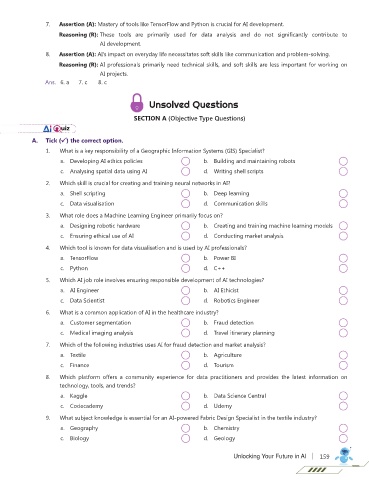 7. Assertion (A): Mastery of tools like TensorFlow and Python is crucial for AI development.
Reasoning (R): These tools are primarily used for data analysis and do not significantly contribute to
AI development.
8. Assertion (A): AI's impact on everyday life necessitates soft skills like communication and problem-solving.
Reasoning (R): AI professionals primarily need technical skills, and soft skills are less important for working on
AI projects.
Ans. 6. a 7. c 8. c
Unsolved Questions
SECTION A (Objective Type Questions)
AI Quiz
A. Tick (✓) the correct option.
1. What is a key responsibility of a Geographic Information Systems (GIS) Specialist?
a. Developing AI ethics policies b. Building and maintaining robots
c. Analysing spatial data using AI d. Writing shell scripts
2. Which skill is crucial for creating and training neural networks in AI?
a. Shell scripting b. Deep learning
c. Data visualisation d. Communication skills
3. What role does a Machine Learning Engineer primarily focus on?
a. Designing robotic hardware b. Creating and training machine learning models
c. Ensuring ethical use of AI d. Conducting market analysis
4. Which tool is known for data visualisation and is used by AI professionals?
a. TensorFlow b. Power BI
c. Python d. C++
5. Which AI job role involves ensuring responsible development of AI technologies?
a. AI Engineer b. AI Ethicist
c. Data Scientist d. Robotics Engineer
6. What is a common application of AI in the healthcare industry?
a. Customer segmentation b. Fraud detection
c. Medical imaging analysis d. Travel itinerary planning
7. Which of the following industries uses AI for fraud detection and market analysis?
a. Textile b. Agriculture
c. Finance d. Tourism
8. Which platform offers a community experience for data practitioners and provides the latest information on
technology, tools, and trends?
a. Kaggle b. Data Science Central
c. Codecademy d. Udemy
9. What subject knowledge is essential for an AI-powered Fabric Design Specialist in the textile industry?
a. Geography b. Chemistry
c. Biology d. Geology
Unlocking Your Future in AI | 159